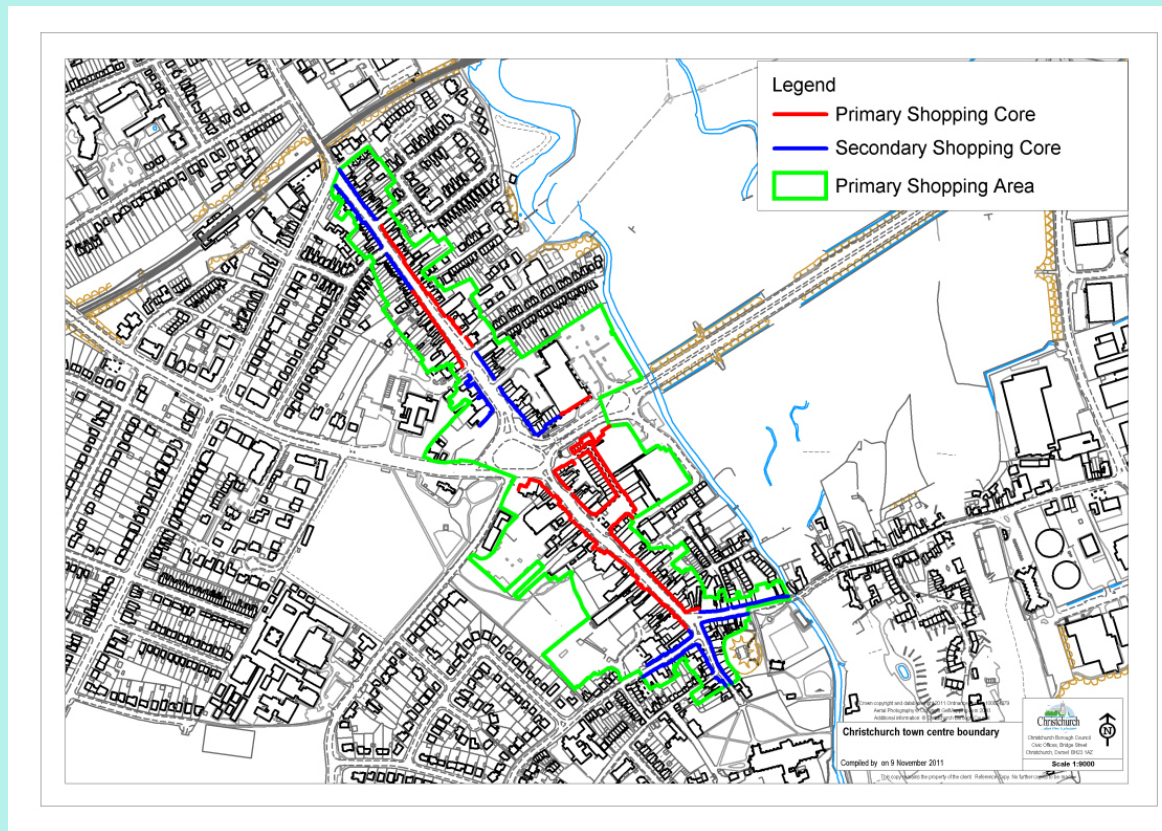 Legend
Primary Shopping Core
Secondary Shopping Core
Primary Shopping Area
Christchurch town centre boundary
Compiled by on 9 November 2011
Christchurch
Christchurch Borough Council
Civic Offices, Bridge Street
Christchurch, Dorset BH23 1AZ
N
Scale 1:9000